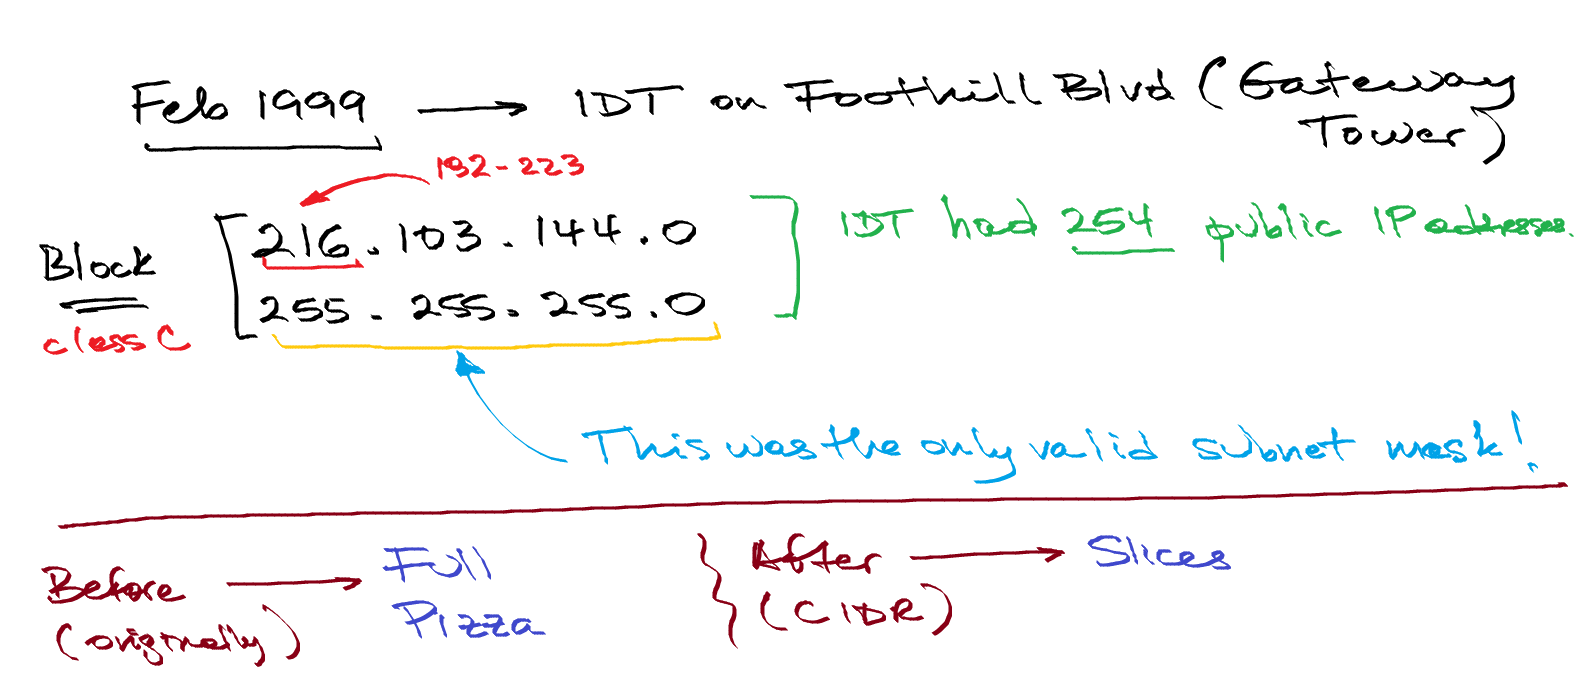 Feb 1999 → IDT on Foothill Blvd (Gateway
Tower)
192-223
216.103.144.0
IDT had 254 public IP addresses.
Block
255.255.255.0
class C
This was the only valid subnet mask!
Before → Full
(originally) Pizza
After → Slices
(CIDR)